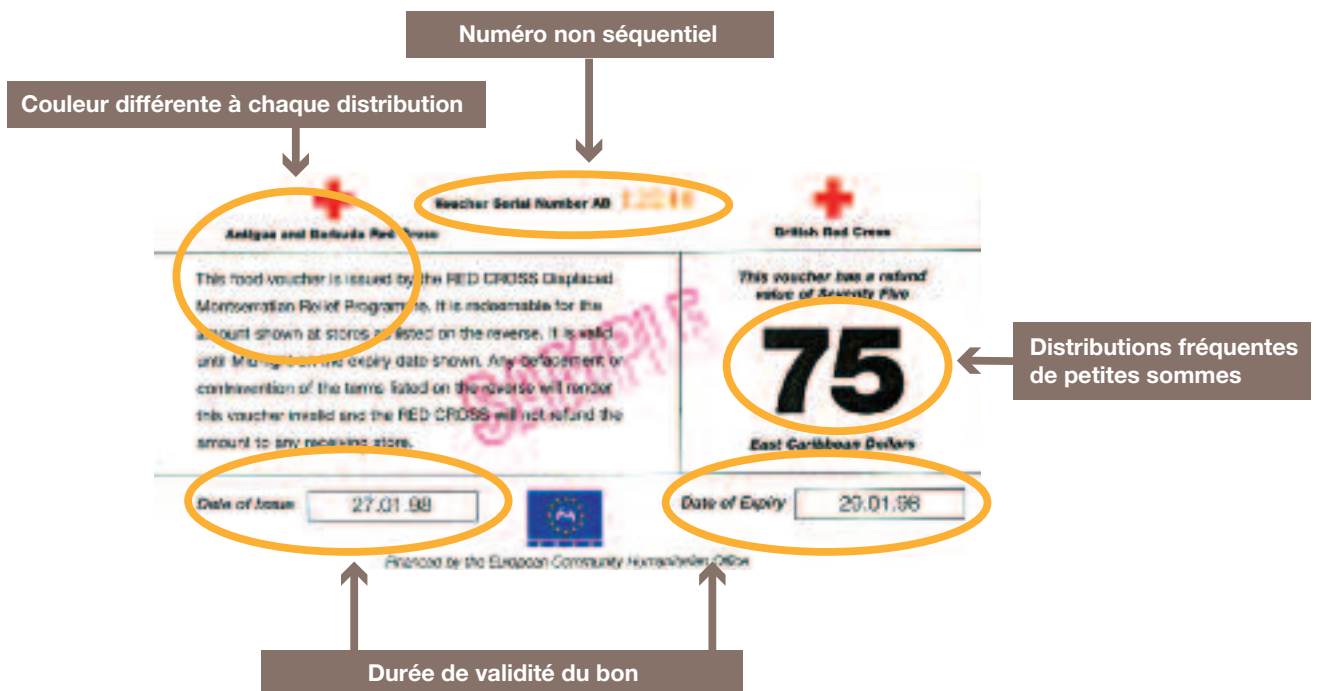 Numéro non séquentiel
Couleur différente à chaque distribution
Voucher Serial Number AB
Antigua and Barbuda Red Cross
British Red Cross
This food voucher is issued by the RED CROSS Displaced
Montserratian Relief Programme. It is redeemable for the
amount shown at stores as listed on the reverse. It is valid
until Midnight on the expiry date shown. Any defacement or
contravention of the terms listed on the reverse will render
this voucher invalid and the RED CROSS will not refund the
amount to any receiving store.
SAMPLE
This voucher has a refund
value of Seventy Five
75
East Caribbean Dollars
Distributions fréquentes
de petites sommes
Date of Issue 27.01.98
Date of Expiry 29.01.98
Financed by the European Community Humanitarian Office
Durée de validité du bon